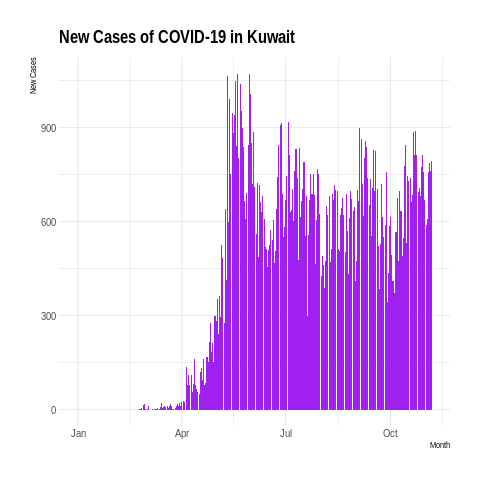 New Cases of COVID-19 in Kuwait
New Cases
900
600
300
0
Jan Apr Jul Oct
Month